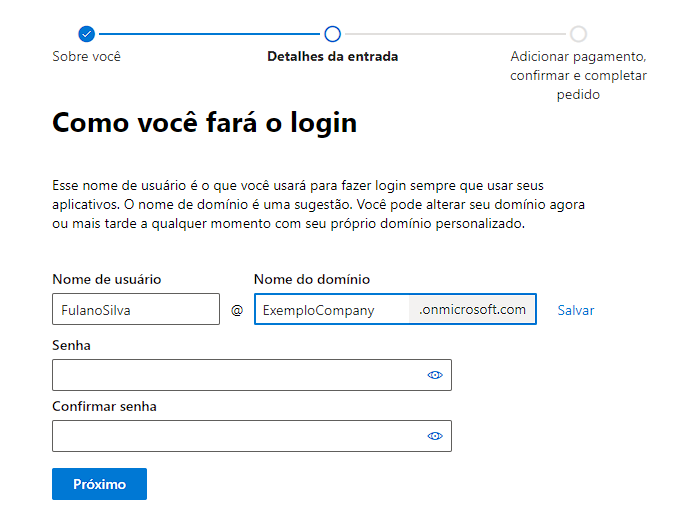 Sobre você
Detalhes da entrada
Adicionar pagamento,
confirmar e completar
pedido
Como você fará o login
Esse nome de usuário é o que você usará para fazer login sempre que usar seus
aplicativos. O nome de domínio é uma sugestão. Você pode alterar seu domínio agora
ou mais tarde a qualquer momento com seu próprio domínio personalizado.
Nome de usuário
Nome do domínio
FulanoSilva @ ExemploCompany .onmicrosoft.com Salvar
Senha
Confirmar senha
Próximo